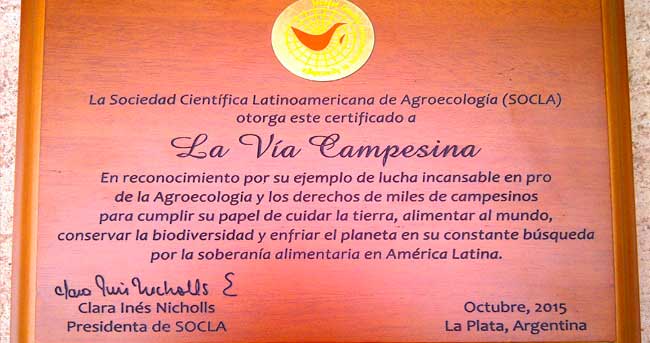 La Sociedad Científica Latinoamericana de Agroecología (SOCLA)
otorga este certificado a
La Vía Campesina
En reconocimiento por su ejemplo de lucha incansable en pro
de la Agroecologia y los derechos de miles de campesinos
para cumplir su papel de cuidar la tierra, alimentar al mundo,
conservar la biodiversidad y enfriar el planeta en su constante búsqueda
por la soberanía alimentaria en América Latina.
Clara Inés Nicholls E
Clara Inés Nicholls
Presidenta de SOCLA
Octubre, 2015
La Plata, Argentina